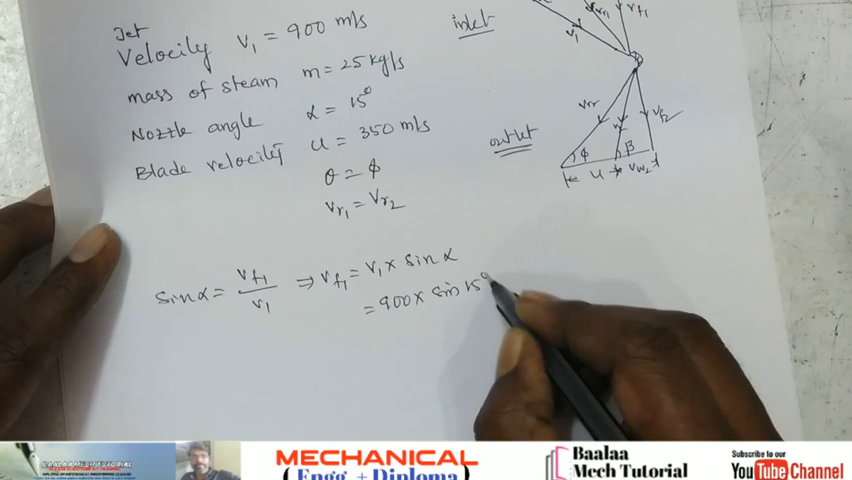 Jet
Velocity V1 = 900 m/s
mass of steam m = 25 kg/s
Nozzle angle α = 15°
Blade velocity u = 350 m/s
θ = ϕ
Vr1 = Vr2
inlet
V1
Vr1
Vf1
outlet
Vr
Vf2
ϕ
β
u
Vw2
sin α = Vf1/V1 ⇒ Vf1 = V1 × sin α
= 900 × sin 15°
MECHANICAL
(Engg. + Diploma)
Baalaa
Mech Tutorial
Subscribe to our
YouTube Channel